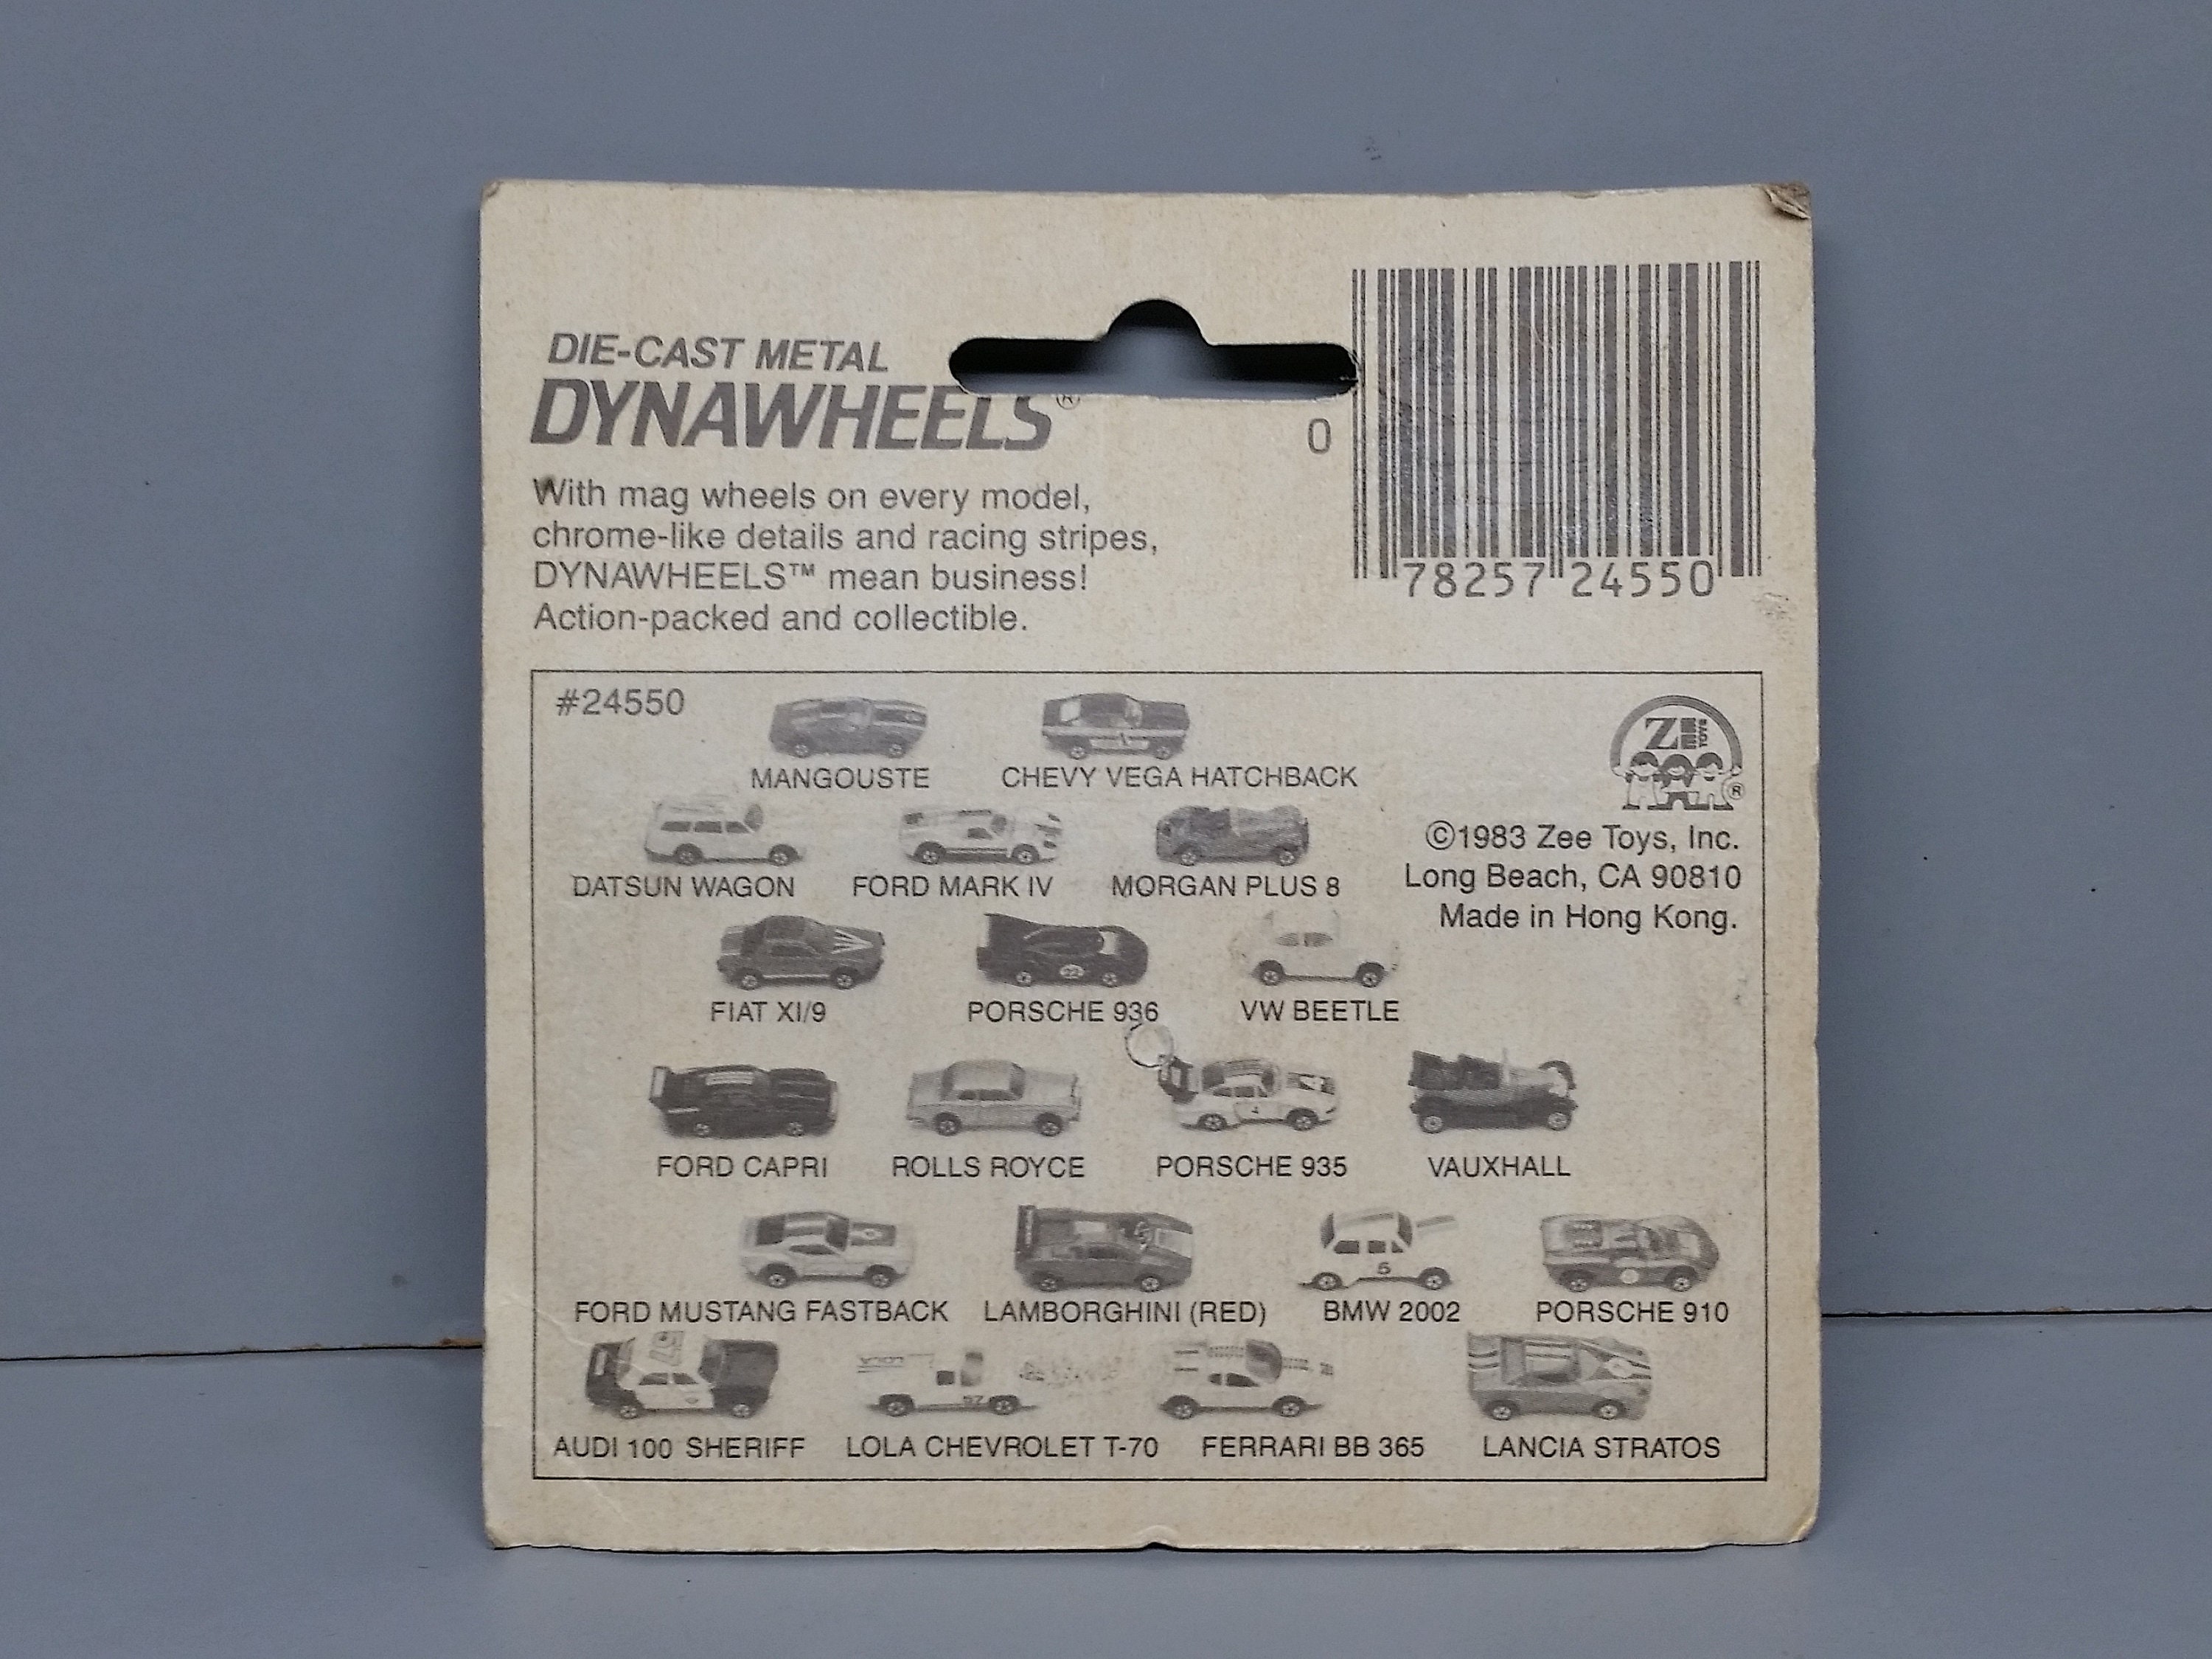 DIE-CAST METAL
DYNAWHEELS®
With mag wheels on every model,
chrome-like details and racing stripes,
DYNAWHEELS™ mean business!
Action-packed and collectible.
0 78257 24550
#24550
ZEE TOYS ®
MANGOUSTE CHEVY VEGA HATCHBACK
©1983 Zee Toys, Inc.
Long Beach, CA 90810
Made in Hong Kong.
DATSUN WAGON FORD MARK IV MORGAN PLUS 8
FIAT XI/9 PORSCHE 936 VW BEETLE
FORD CAPRI ROLLS ROYCE PORSCHE 935 VAUXHALL
5
FORD MUSTANG FASTBACK LAMBORGHINI (RED) BMW 2002 PORSCHE 910
57
AUDI 100 SHERIFF LOLA CHEVROLET T-70 FERRARI BB 365 LANCIA STRATOS